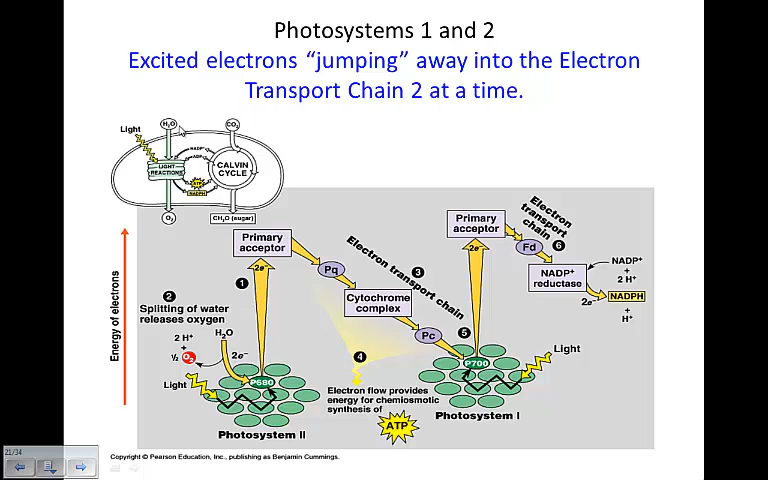 Photosystems 1 and 2
Excited electrons “jumping” away into the Electron
Transport Chain 2 at a time.
Light
H₂O
CO₂
LIGHT
REACTIONS
NADP⁺
ADP
ATP
NADPH
CALVIN
CYCLE
O₂
CH₂O (sugar)
Energy of electrons
Primary
acceptor
2e⁻
1
2
Splitting of water
releases oxygen
2 H⁺
+
½ O₂
H₂O
2e⁻
Light
P680
Photosystem II
Pq
Electron transport chain
3
Cytochrome
complex
Pc
5
4
Electron flow provides
energy for chemiosmotic
synthesis of
ATP
Primary
acceptor
2e⁻
Electron
transport
chain
Fd
6
NADP⁺
reductase
NADP⁺
+
2 H⁺
2e⁻
NADPH
+
H⁺
P700
Light
Photosystem I
Copyright © Pearson Education, Inc., publishing as Benjamin Cummings.
21/34